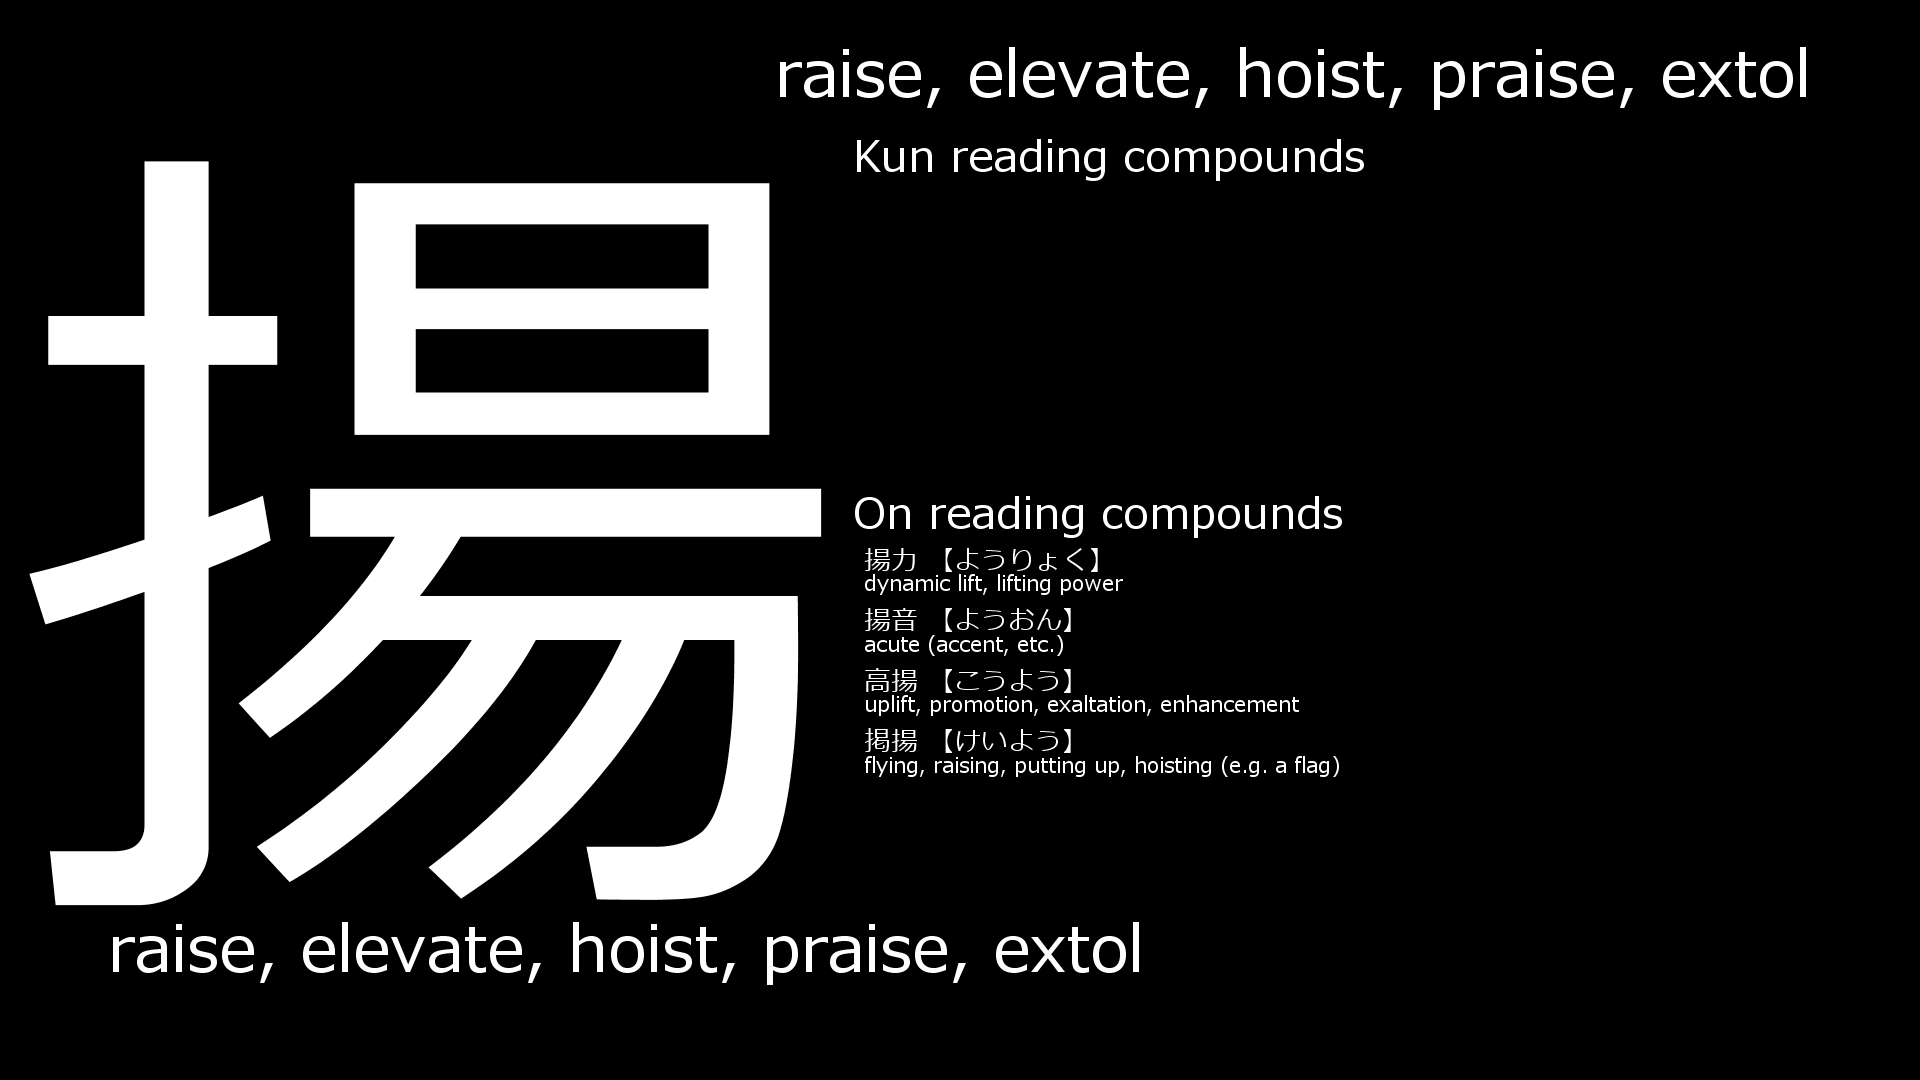 raise, elevate, hoist, praise, extol
Kun reading compounds
揚
On reading compounds
揚力 【ようりょく】
dynamic lift, lifting power
揚音 【ようおん】
acute (accent, etc.)
高揚 【こうよう】
uplift, promotion, exaltation, enhancement
掲揚 【けいよう】
flying, raising, putting up, hoisting (e.g. a flag)
raise, elevate, hoist, praise, extol